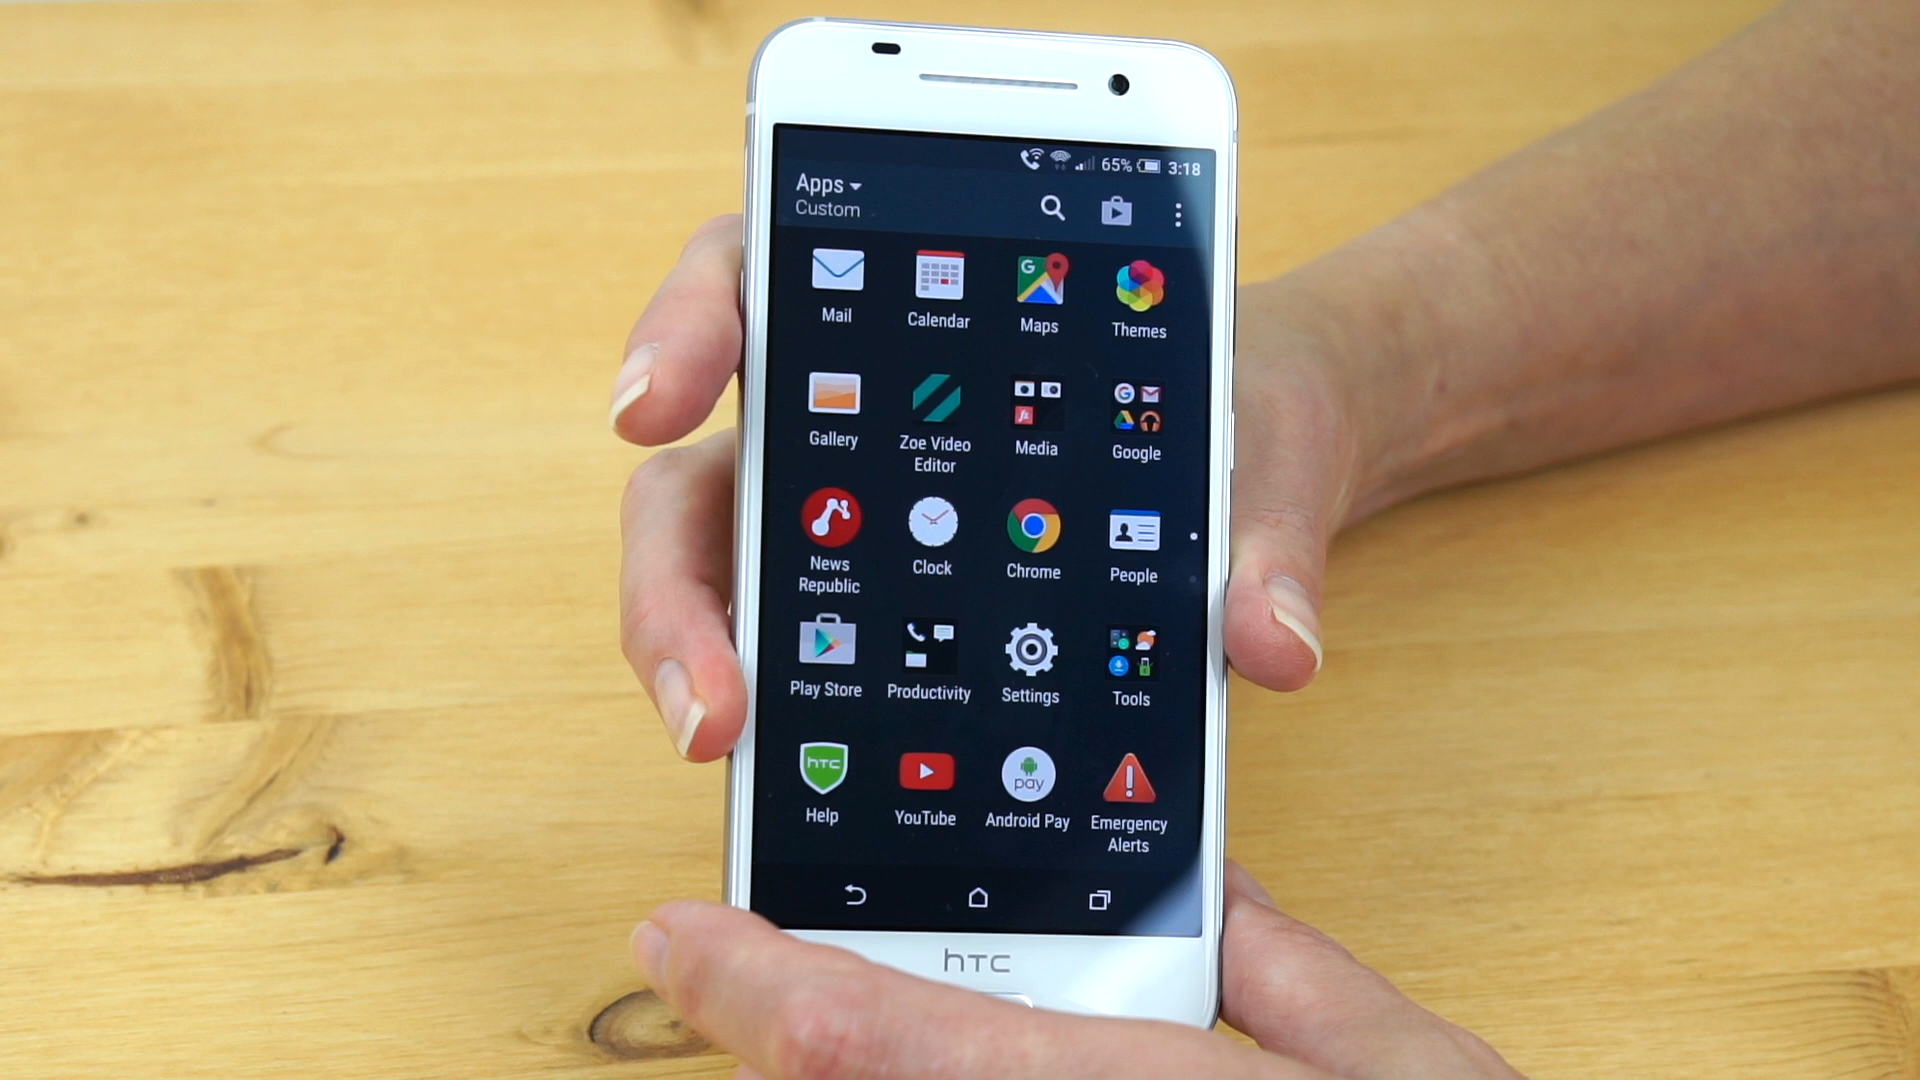 65% 3:18
Apps
Custom
Mail
Calendar
Maps
Themes
Gallery
Zoe Video
Editor
Media
Google
News
Republic
Clock
Chrome
People
Play Store
Productivity
Settings
Tools
hTC
Help
YouTube
pay
Android Pay
Emergency
Alerts
hTC